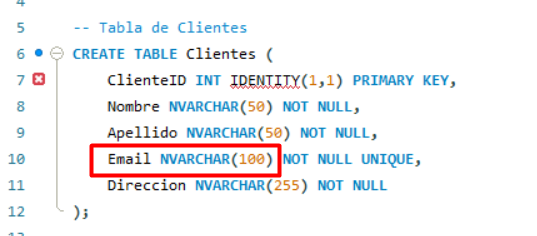 5 -- Tabla de Clientes
6 CREATE TABLE Clientes (
7 ClienteID INT IDENTITY(1,1) PRIMARY KEY,
8 Nombre NVARCHAR(50) NOT NULL,
9 Apellido NVARCHAR(50) NOT NULL,
10 Email NVARCHAR(100) NOT NULL UNIQUE,
11 Direccion NVARCHAR(255) NOT NULL
12 );